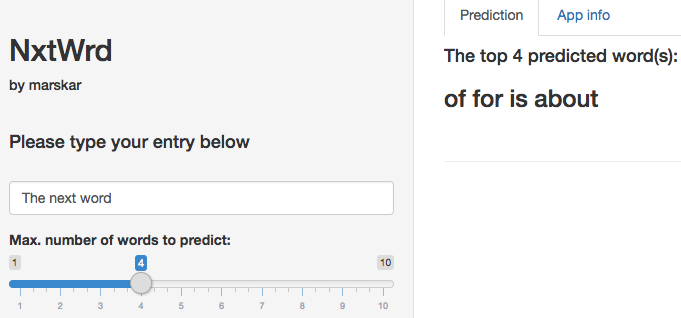 NxtWrd
by marskar
Please type your entry below
The next word
Max. number of words to predict:
1 4 10
1 2 3 4 5 6 7 8 9 10
Prediction App info
The top 4 predicted word(s):
of for is about